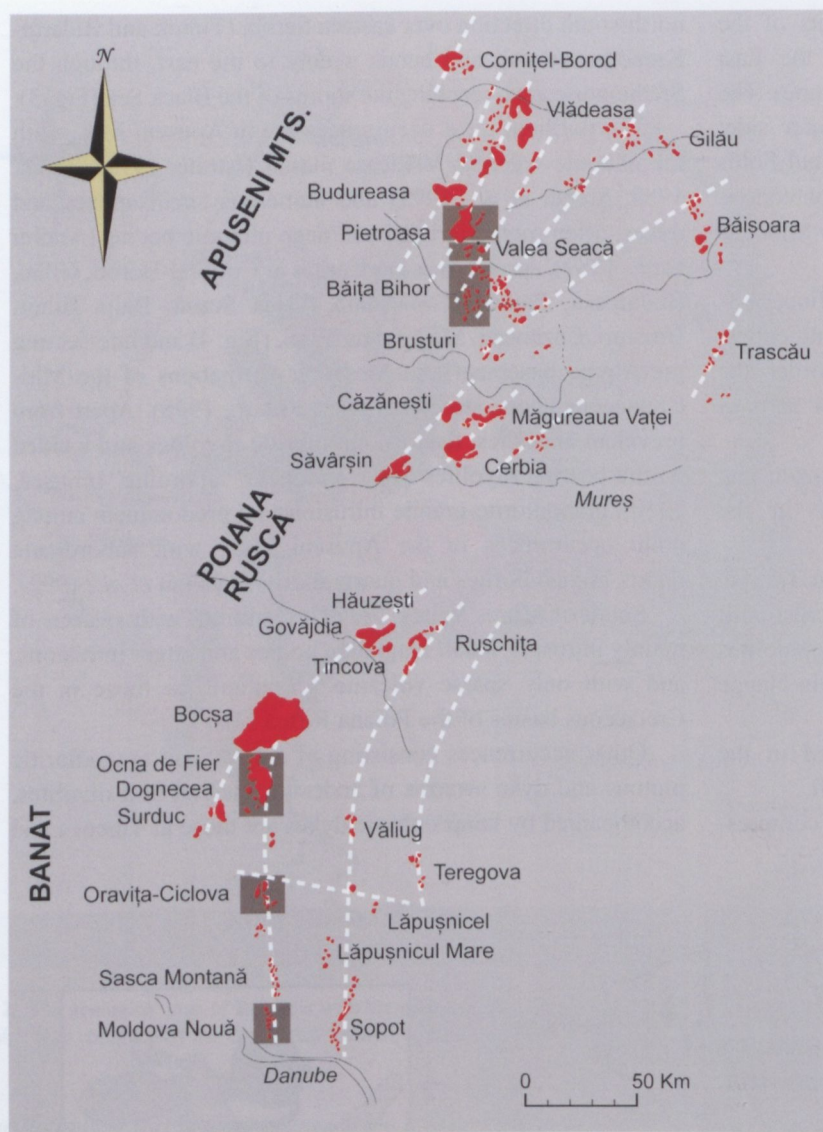 N
APUSENI MTS.
Cornițel-Borod
Vlădeasa
Gilău
Budureasa
Pietroasa
Valea Seacă
Băișoara
Băița Bihor
Brusturi
Trascău
Căzănești
Măgureaua Vaței
Săvârșin
Cerbia
Mureș
POIANA
RUSCĂ
Hăuzești
Govăjdia
Ruschița
Tincova
Bocșa
Ocna de Fier
Dognecea
Surduc
BANAT
Văliug
Teregova
Oravița-Ciclova
Lăpușnicel
Lăpușnicul Mare
Sasca Montană
Moldova Nouă
Șopot
Danube
0 50 Km